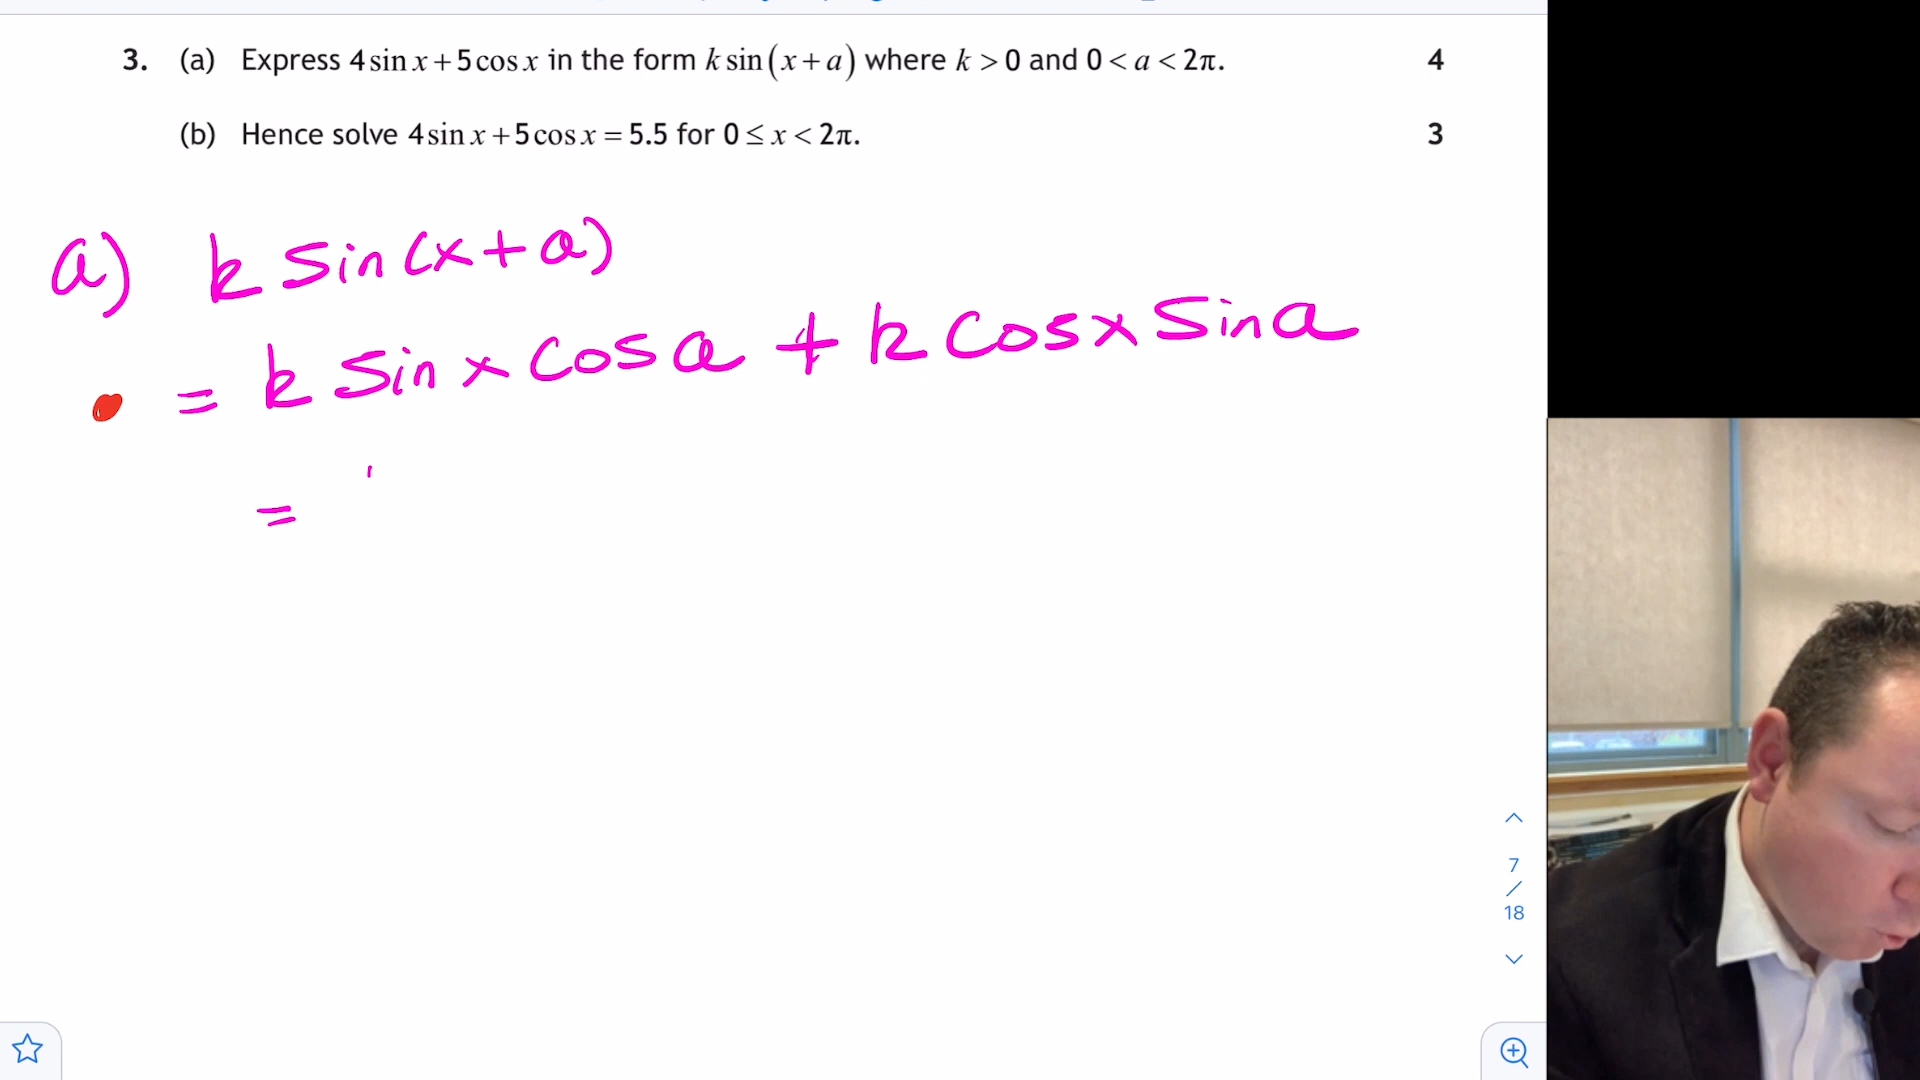 3. (a) Express 4 sin x + 5 cos x in the form k sin(x + a) where k > 0 and 0 < a < 2π. 4
(b) Hence solve 4 sin x + 5 cos x = 5.5 for 0 ≤ x < 2π. 3
a) k sin(x+a)
= k sin x cos a + k cos x sin a
=
7
/
18